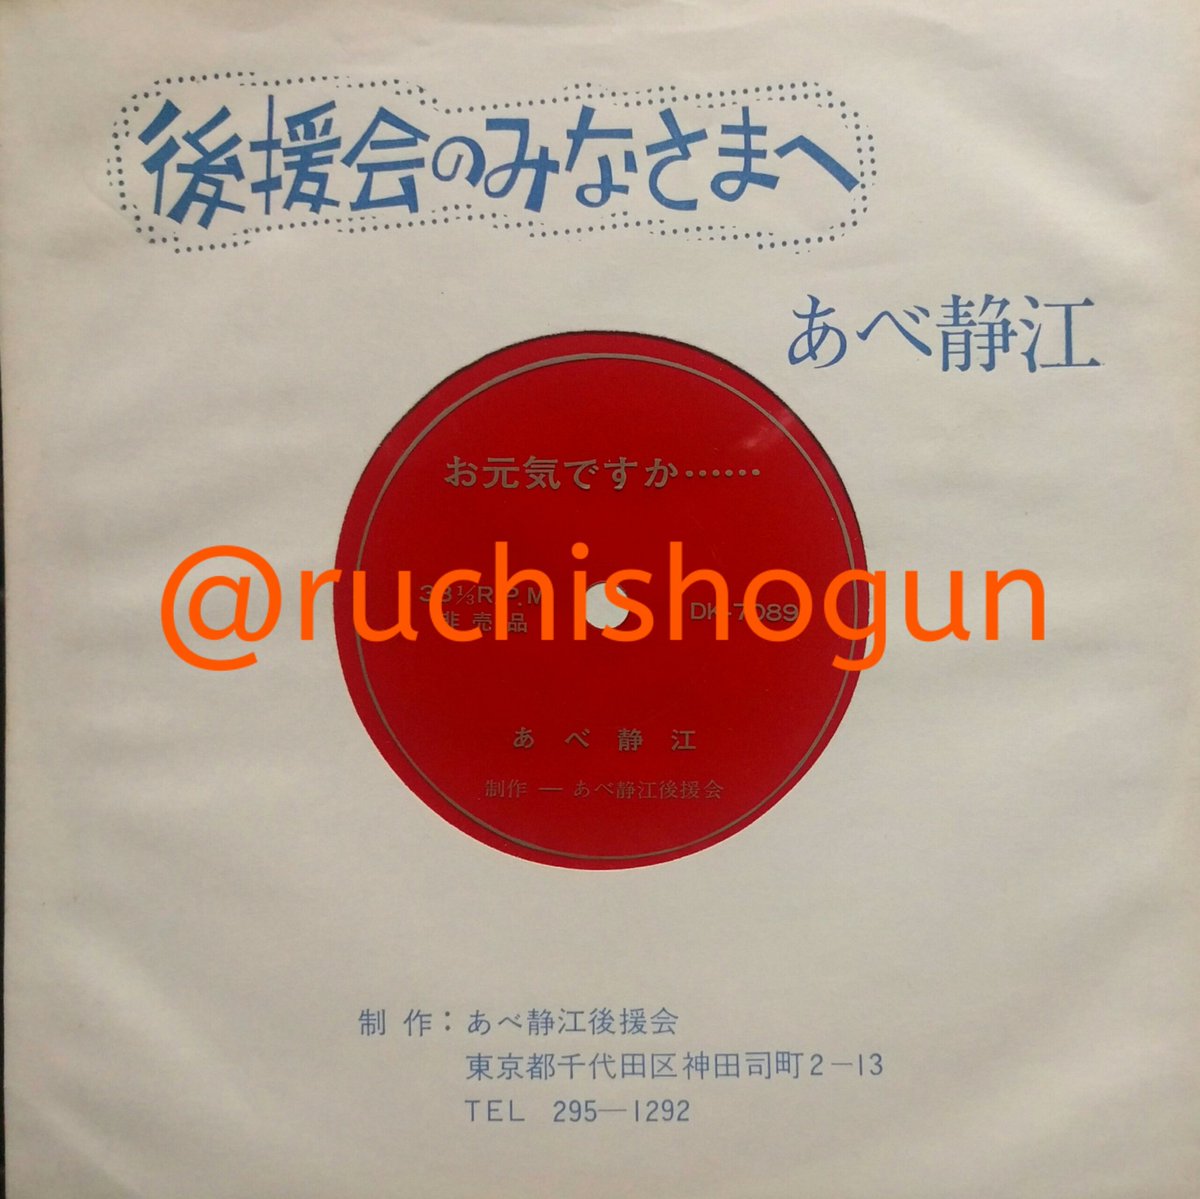 後援会のみなさまへ
あべ静江
お元気ですか……
@ruchishogun
33⅓R.P.M
非売品
DK-7089
あべ静江
制作ーあべ静江後援会
制作：あべ静江後援会
東京都千代田区神田司町2-13
TEL 295-1292